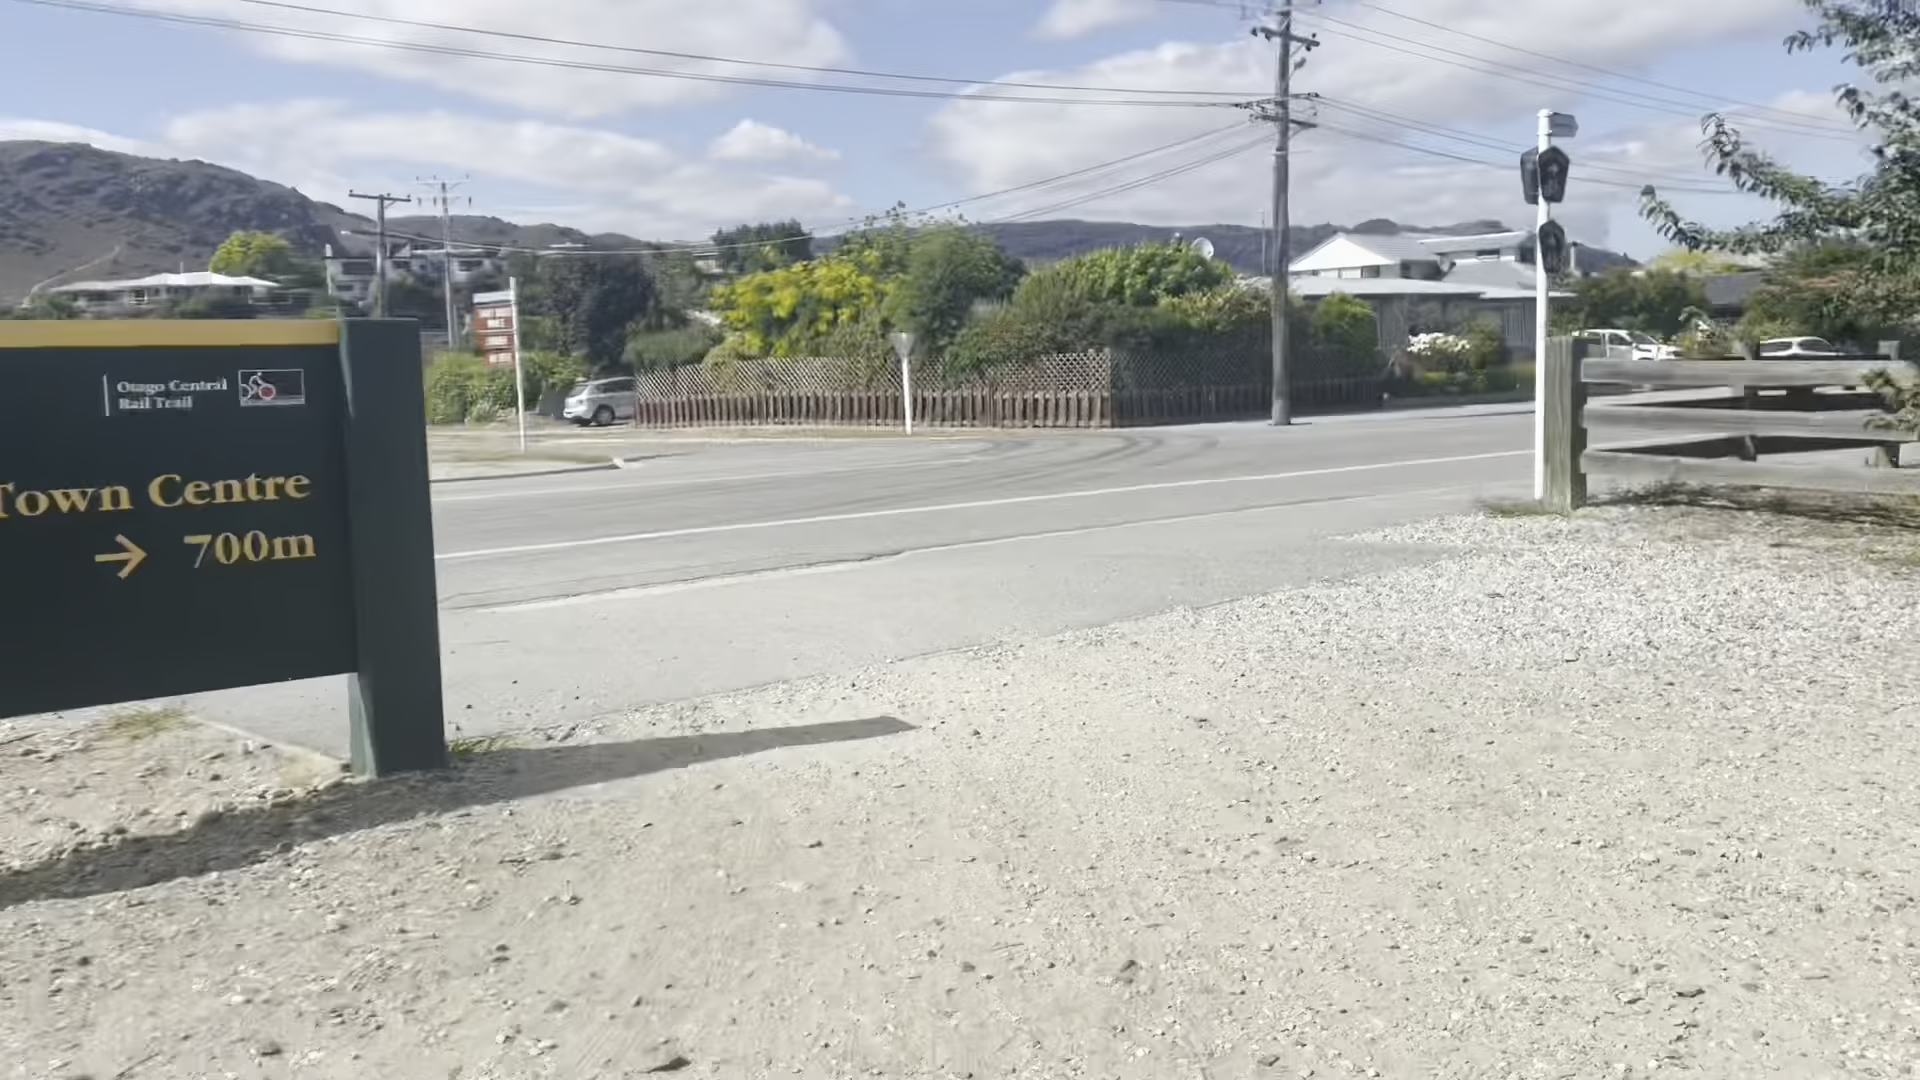 Otago Central
Rail Trail
Town Centre
→ 700m